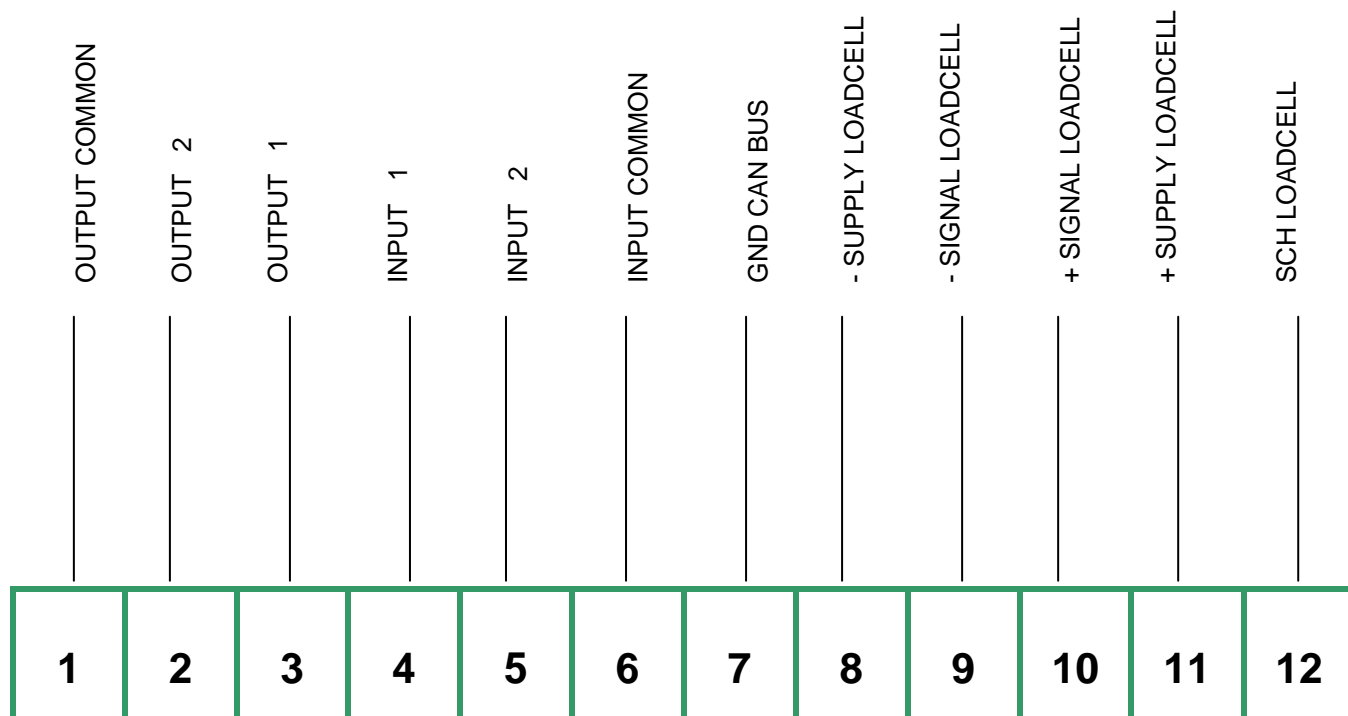 OUTPUT COMMON
OUTPUT 2
OUTPUT 1
INPUT 1
INPUT 2
INPUT COMMON
GND CAN BUS
- SUPPLY LOADCELL
- SIGNAL LOADCELL
+ SIGNAL LOADCELL
+ SUPPLY LOADCELL
SCH LOADCELL
1 2 3 4 5 6 7 8 9 10 11 12